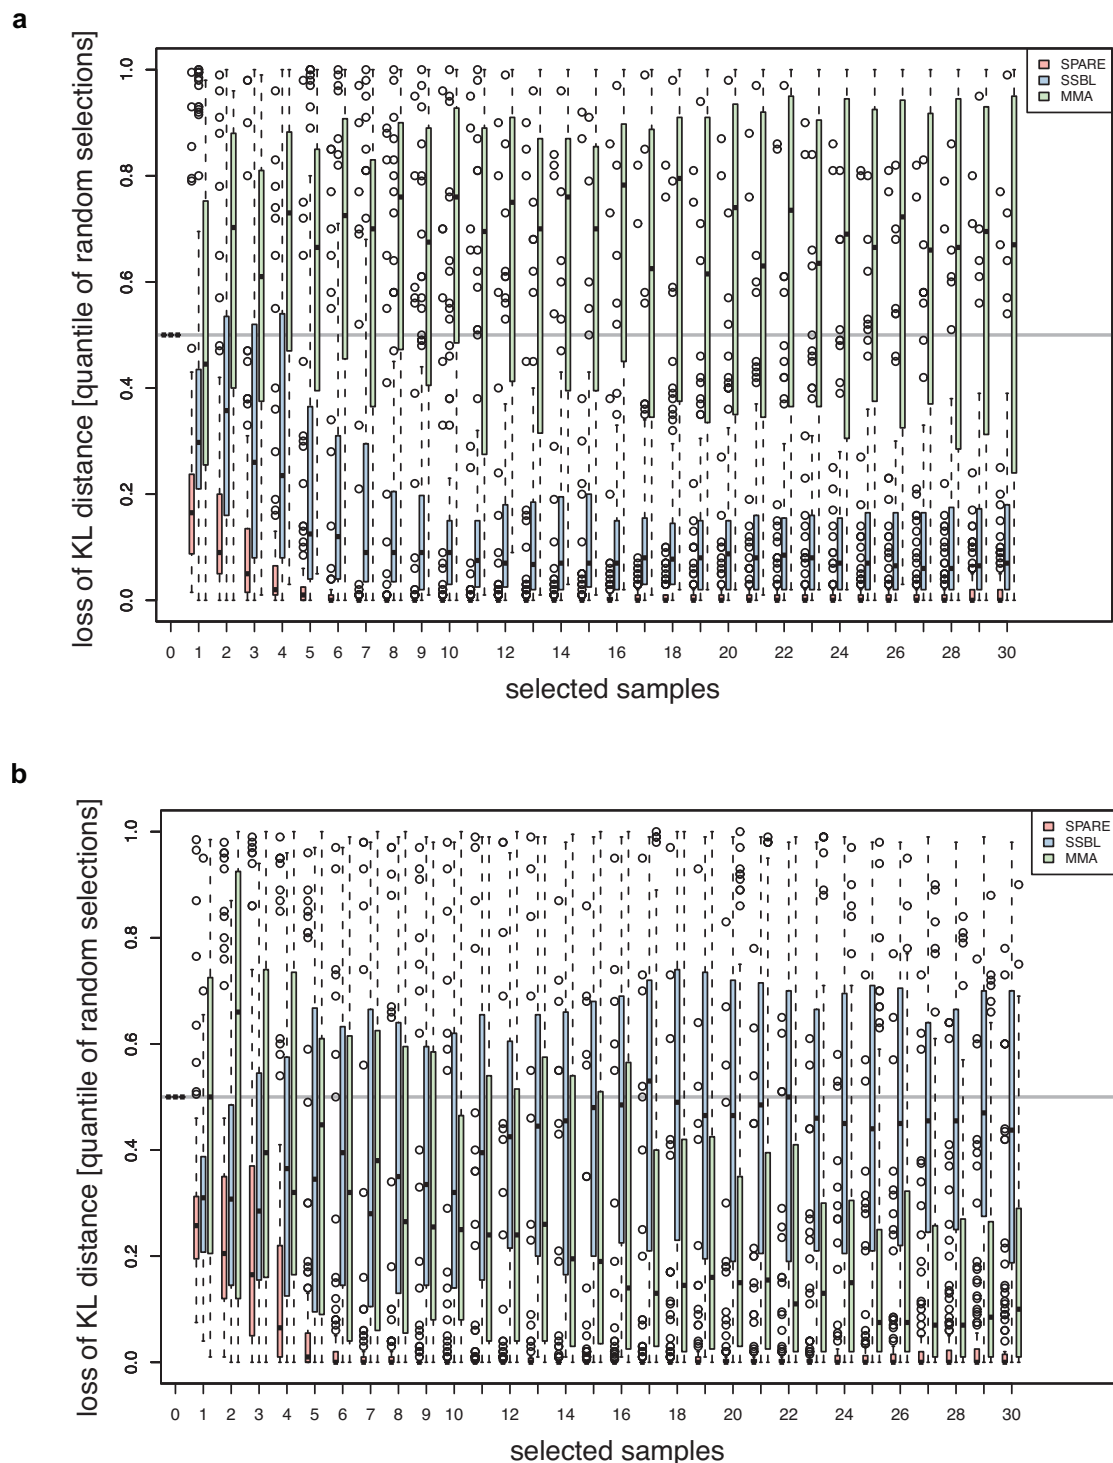 a
loss of KL distance [quantile of random selections]
1.0
0.8
0.6
0.4
0.2
0.0
SPARE
SSBL
MMA
0 1 2 3 4 5 6 7 8 9 10 12 14 16 18 20 22 24 26 28 30
selected samples
b
loss of KL distance [quantile of random selections]
1.0
0.8
0.6
0.4
0.2
0.0
SPARE
SSBL
MMA
0 1 2 3 4 5 6 7 8 9 10 12 14 16 18 20 22 24 26 28 30
selected samples